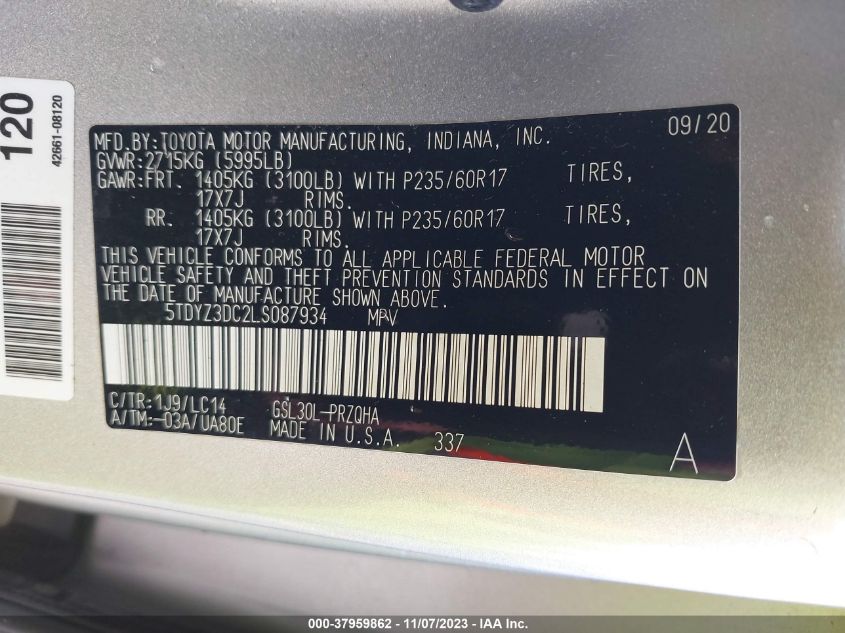 120
42661-08120
09/20
MFD.BY:TOYOTA MOTOR MANUFACTURING, INDIANA, INC.
GVWR:2715KG (5995LB)
GAWR:FRT. 1405KG (3100LB) WITH P235/60R17 TIRES,
17X7J RIMS.
RR. 1405KG (3100LB) WITH P235/60R17 TIRES,
17X7J RIMS.
THIS VEHICLE CONFORMS TO ALL APPLICABLE FEDERAL MOTOR
VEHICLE SAFETY AND THEFT PREVENTION STANDARDS IN EFFECT ON
THE DATE OF MANUFACTURE SHOWN ABOVE.
5TDYZ3DC2LS087934 MPV
C/TR:1J9/LC14 GSL30L-PRZQHA
A/TM:-03A/UA80E MADE IN U.S.A. 337
A
000-37959862 - 11/07/2023 - IAA Inc.